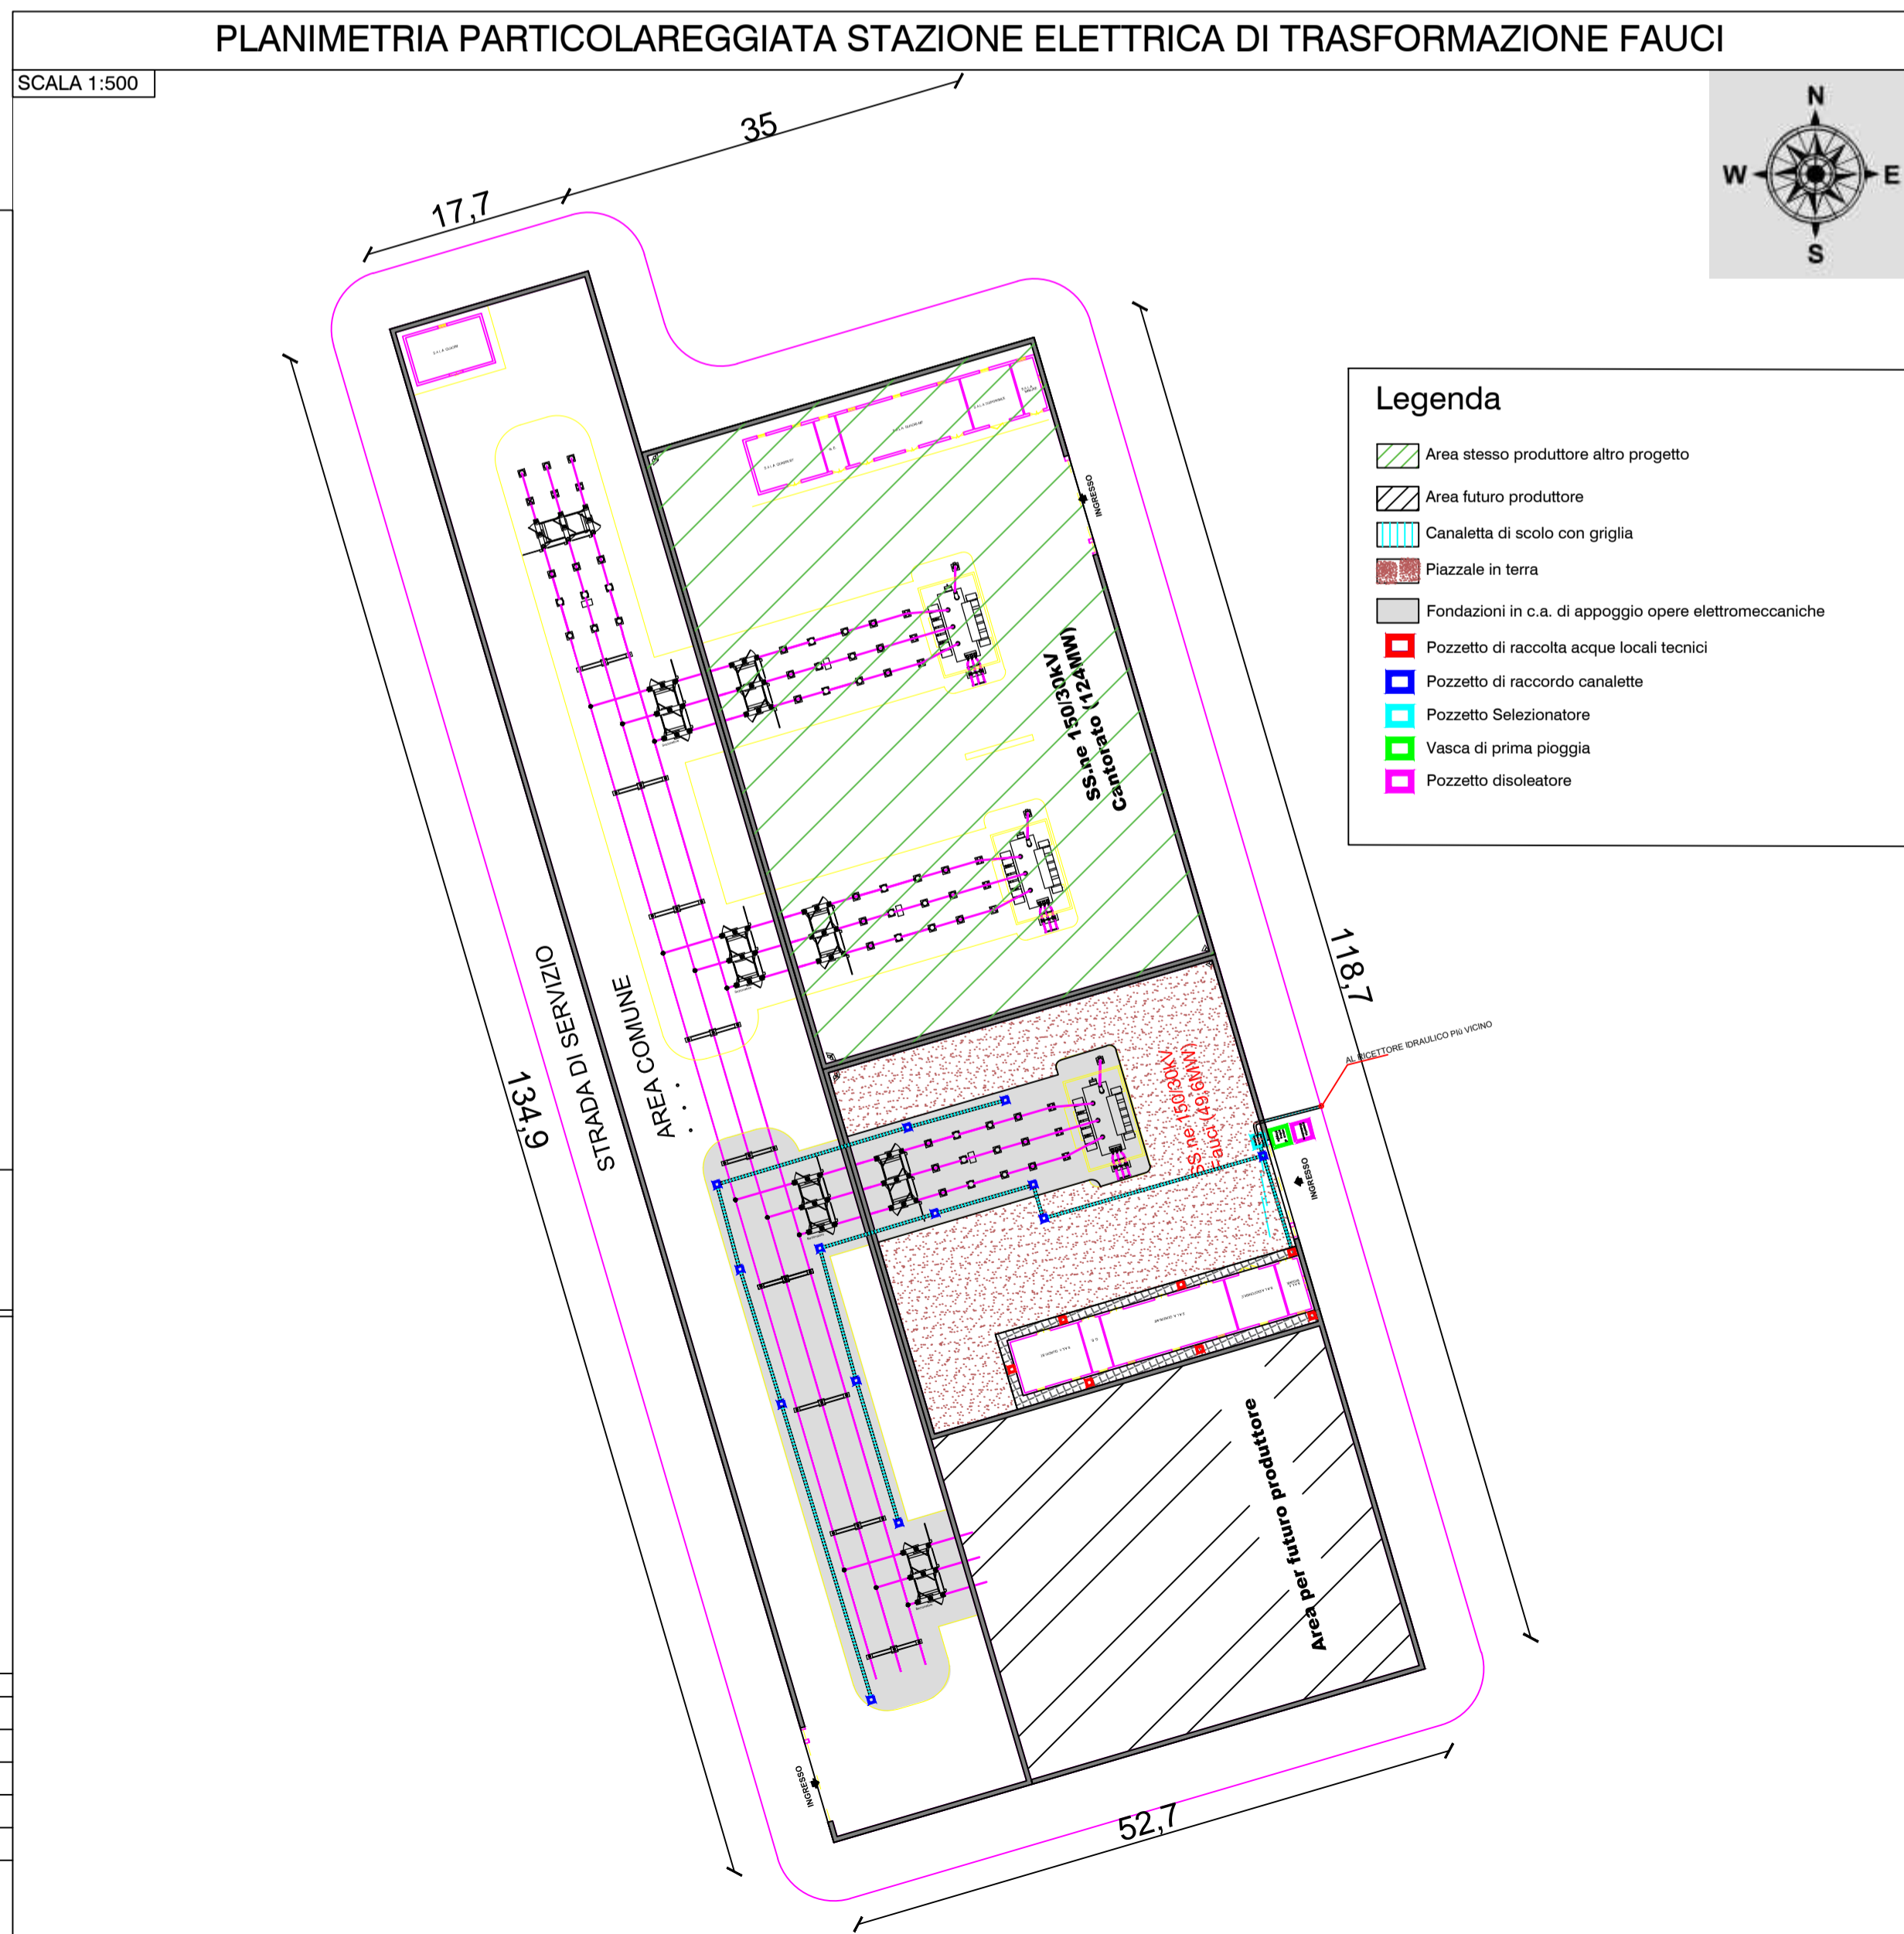 PLANIMETRIA PARTICOLAREGGIATA STAZIONE ELETTRICA DI TRASFORMAZIONE FAUCI
SCALA 1:500
N
W
E
S
35
17,7
Legenda
Area stesso produttore altro progetto
Area futuro produttore
Canaletta di scolo con griglia
Piazzale in terra
Fondazioni in c.a. di appoggio opere elettromeccaniche
Pozzetto di raccolta acque locali tecnici
Pozzetto di raccordo canalette
Pozzetto Selezionatore
Vasca di prima pioggia
Pozzetto disoleatore
INGRESSO
SS.ne 150/30kV
Cantorato (124MW)
118,7
134,9
STRADA DI SERVIZIO
AREA COMUNE
AL RICETTORE IDRAULICO Più VICINO
SS.ne 150/30kV
Fauci (49,6MW)
INGRESSO
Area per futuro produttore
INGRESSO
52,7